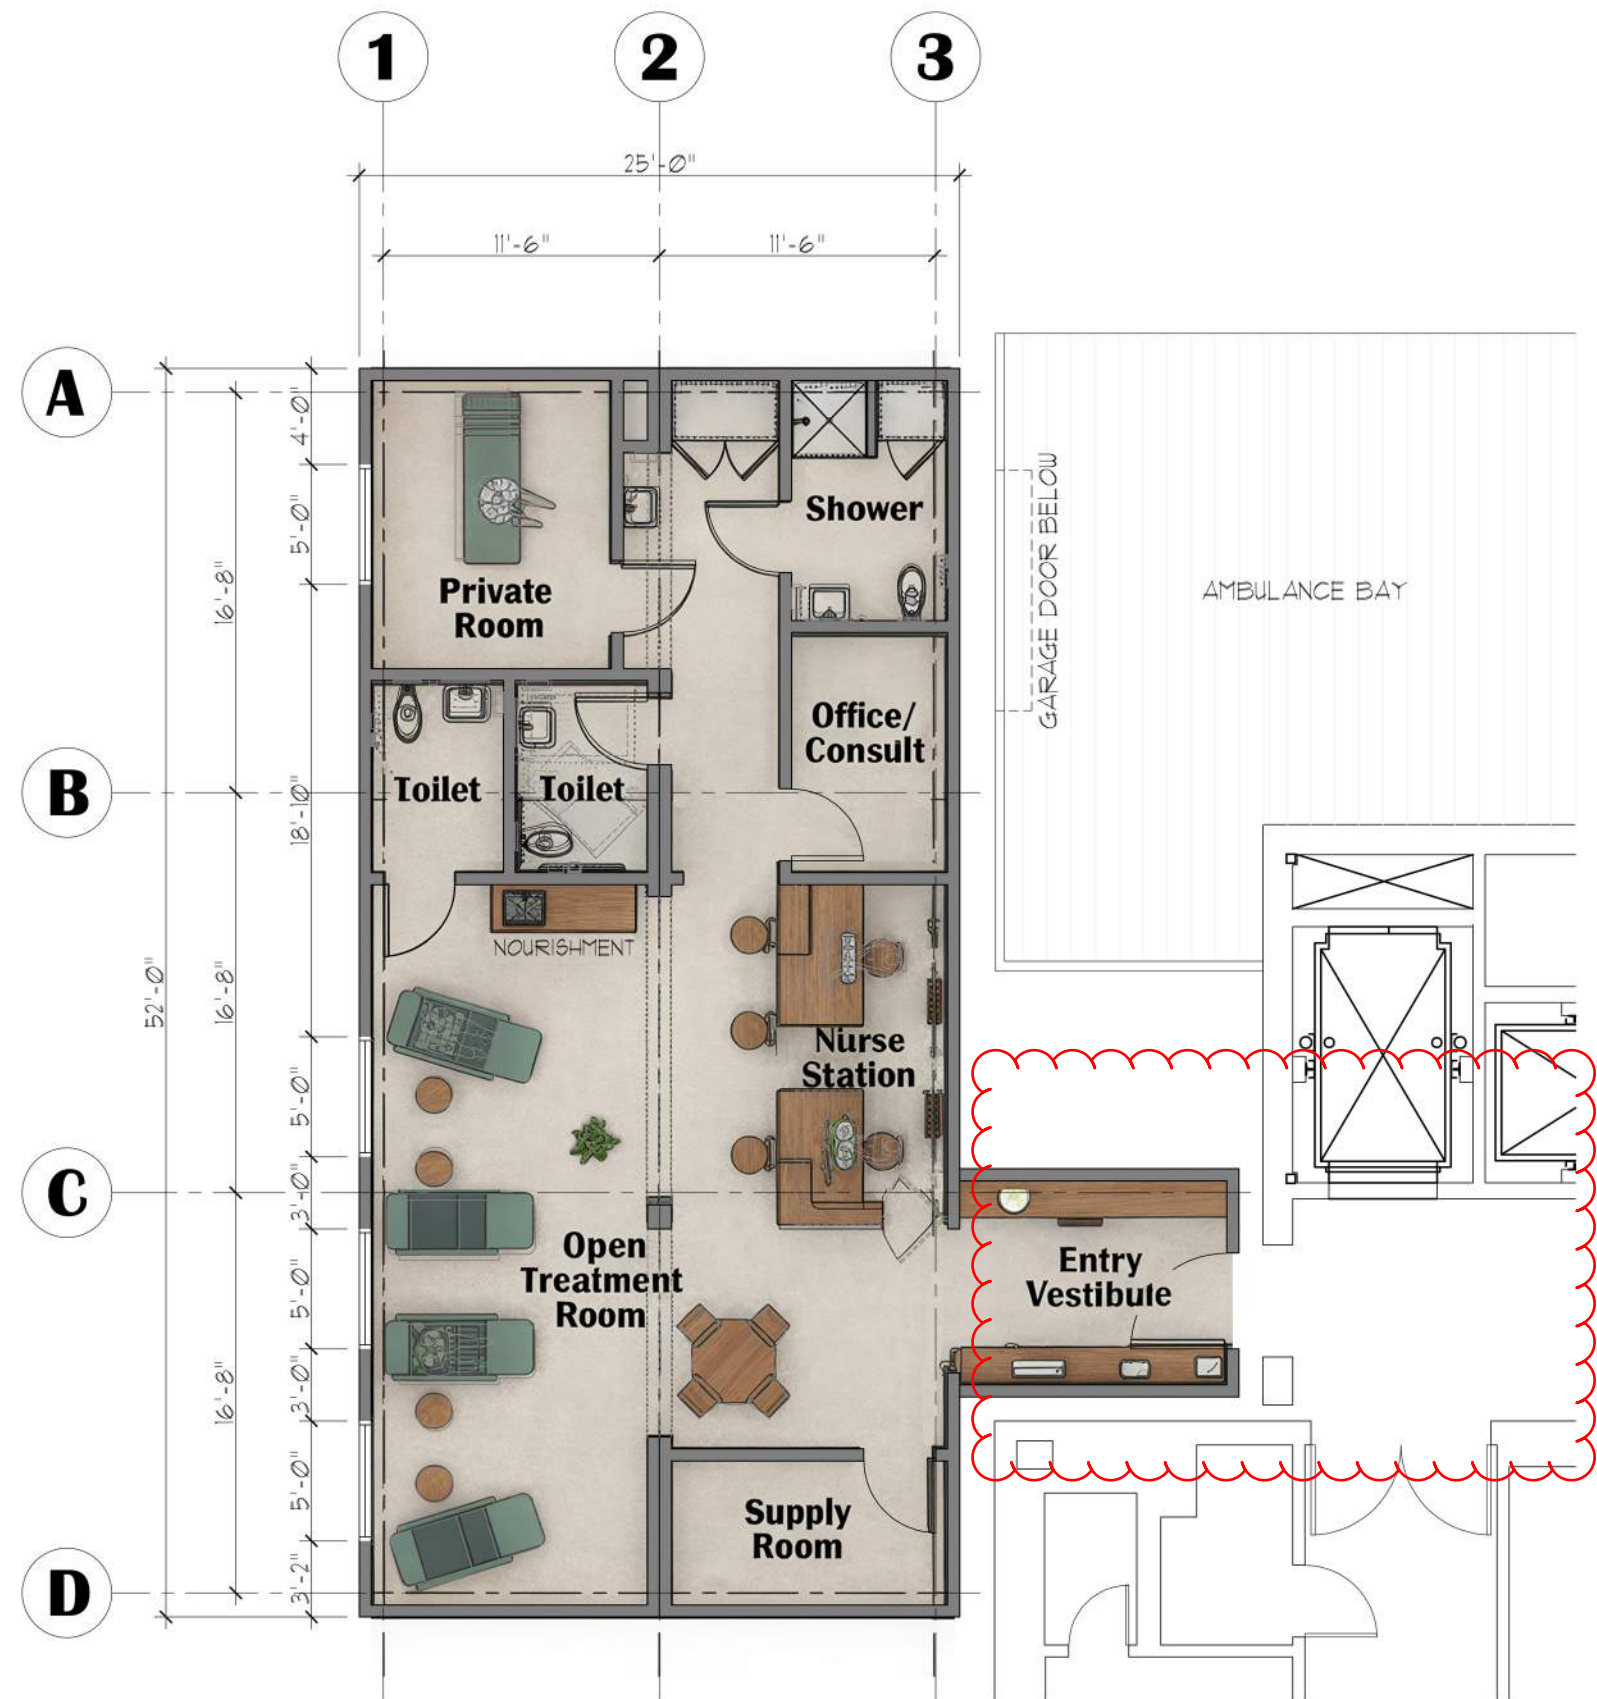 1
2
3
25'-0"
11'-6"
11'-6"
A
4'-0"
5'-0"
16'-8"
Shower
GARAGE DOOR BELOW
AMBULANCE BAY
Private
Room
Office/
Consult
B
Toilet
Toilet
18'-10"
NOURISHMENT
52'-0"
16'-8"
Nurse
Station
5'-0"
C
3'-0"
Open
Treatment
Room
Entry
Vestibule
5'-0"
3'-0"
16'-8"
5'-0"
Supply
Room
D
3'-2"